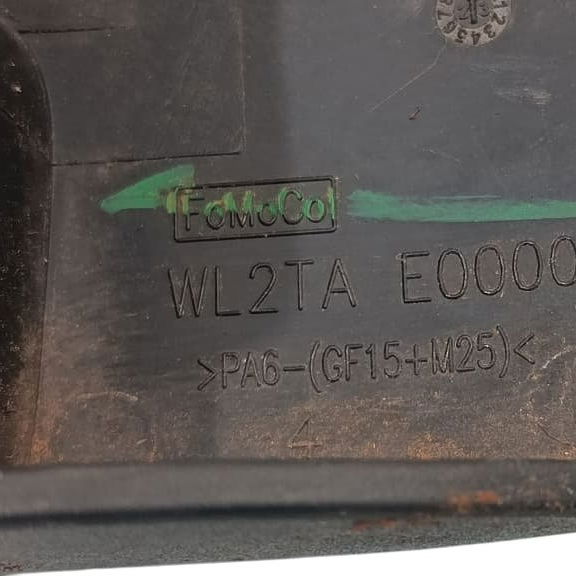 FoMoCo
WL2TA E0000
>PA6-(GF15+M25)<
4